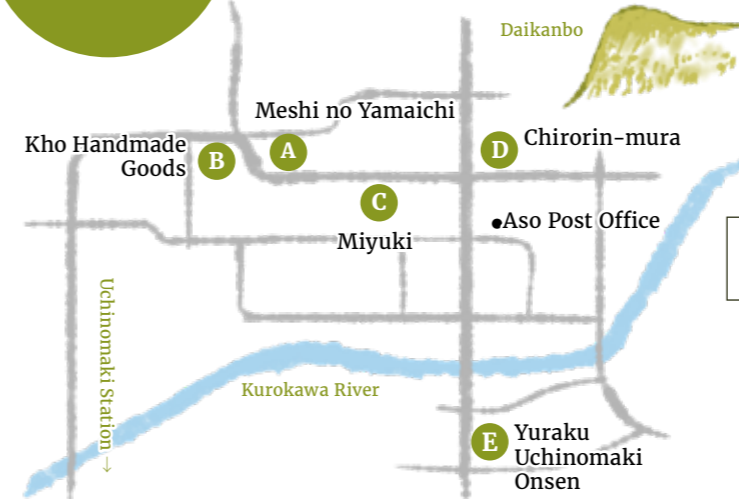 Daikanbo
Meshi no Yamaichi
Kho Handmade
Goods
B
A
D
Chirorin-mura
C
Miyuki
Aso Post Office
Uchinomaki Station →
Kurokawa River
E
Yuraku
Uchinomaki
Onsen